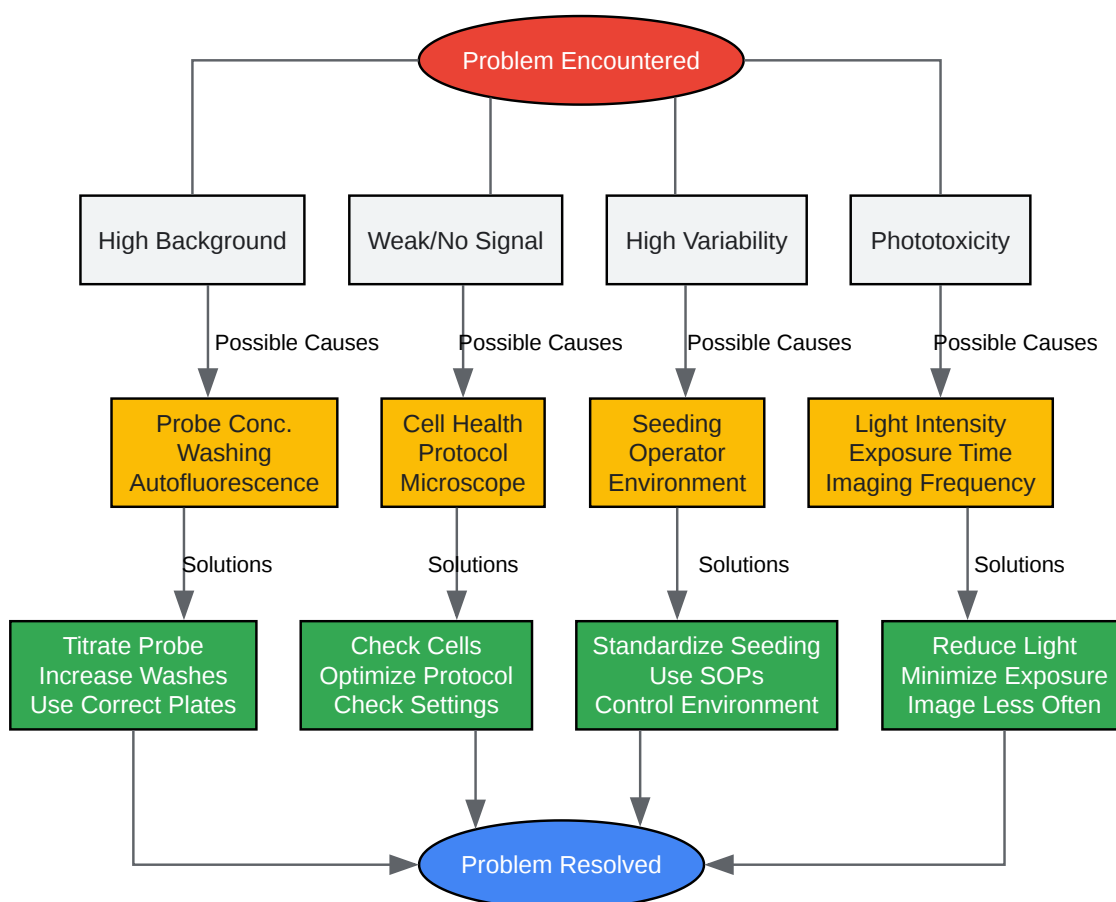 Problem Encountered
High Background
Weak/No Signal
High Variability
Phototoxicity
Possible Causes
Possible Causes
Possible Causes
Possible Causes
Probe Conc.
Washing
Autofluorescence
Cell Health
Protocol
Microscope
Seeding
Operator
Environment
Light Intensity
Exposure Time
Imaging Frequency
Solutions
Solutions
Solutions
Solutions
Titrate Probe
Increase Washes
Use Correct Plates
Check Cells
Optimize Protocol
Check Settings
Standardize Seeding
Use SOPs
Control Environment
Reduce Light
Minimize Exposure
Image Less Often
Problem Resolved